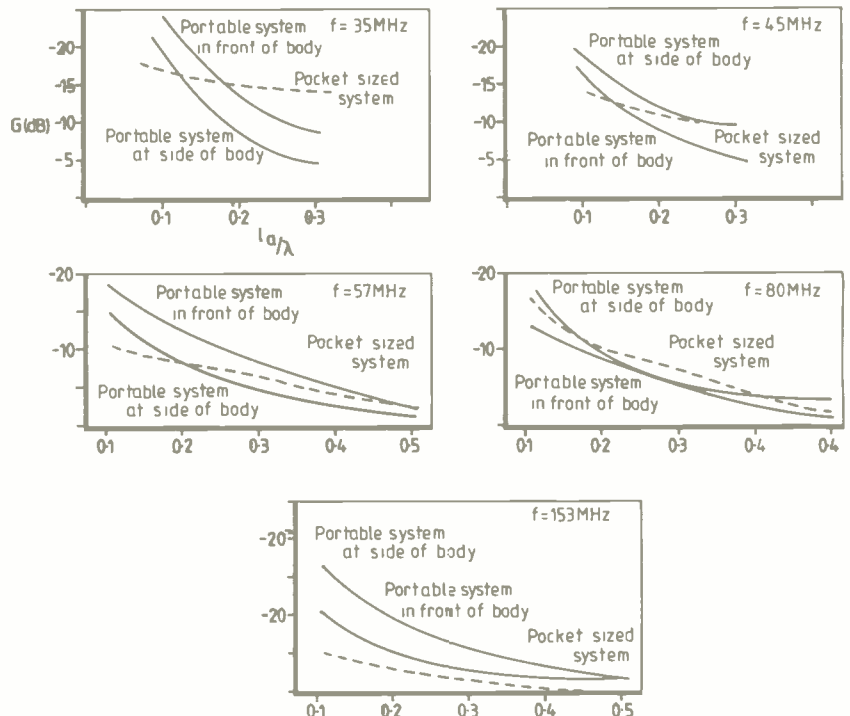 Portable system
in front of body
f=35MHz
-20
-15
-10
-5
G(dB)
Pocket sized
system
Portable system
at side of body
0·1
0·2
0·3
la/λ
Portable system
at side of body
f=45MHz
-20
-15
-10
-5
Portable system
in front of body
Pocket sized
system
0·1
0·2
0·3
-20
-10
Portable system
in front of body
f=57MHz
Pocket sized
system
Portable system
at side of body
0·1
0·2
0·3
0·4
0·5
-20
-10
Portable system
at side of body
f=80MHz
Pocket sized
system
Portable system
in front of body
0·1
0·2
0·3
0·4
0·4
f=153MHz
-20
-20
Portable system
at side of body
Portable system
in front of body
Pocket sized
system
0·1
0·2
0·3
0·4
0·5